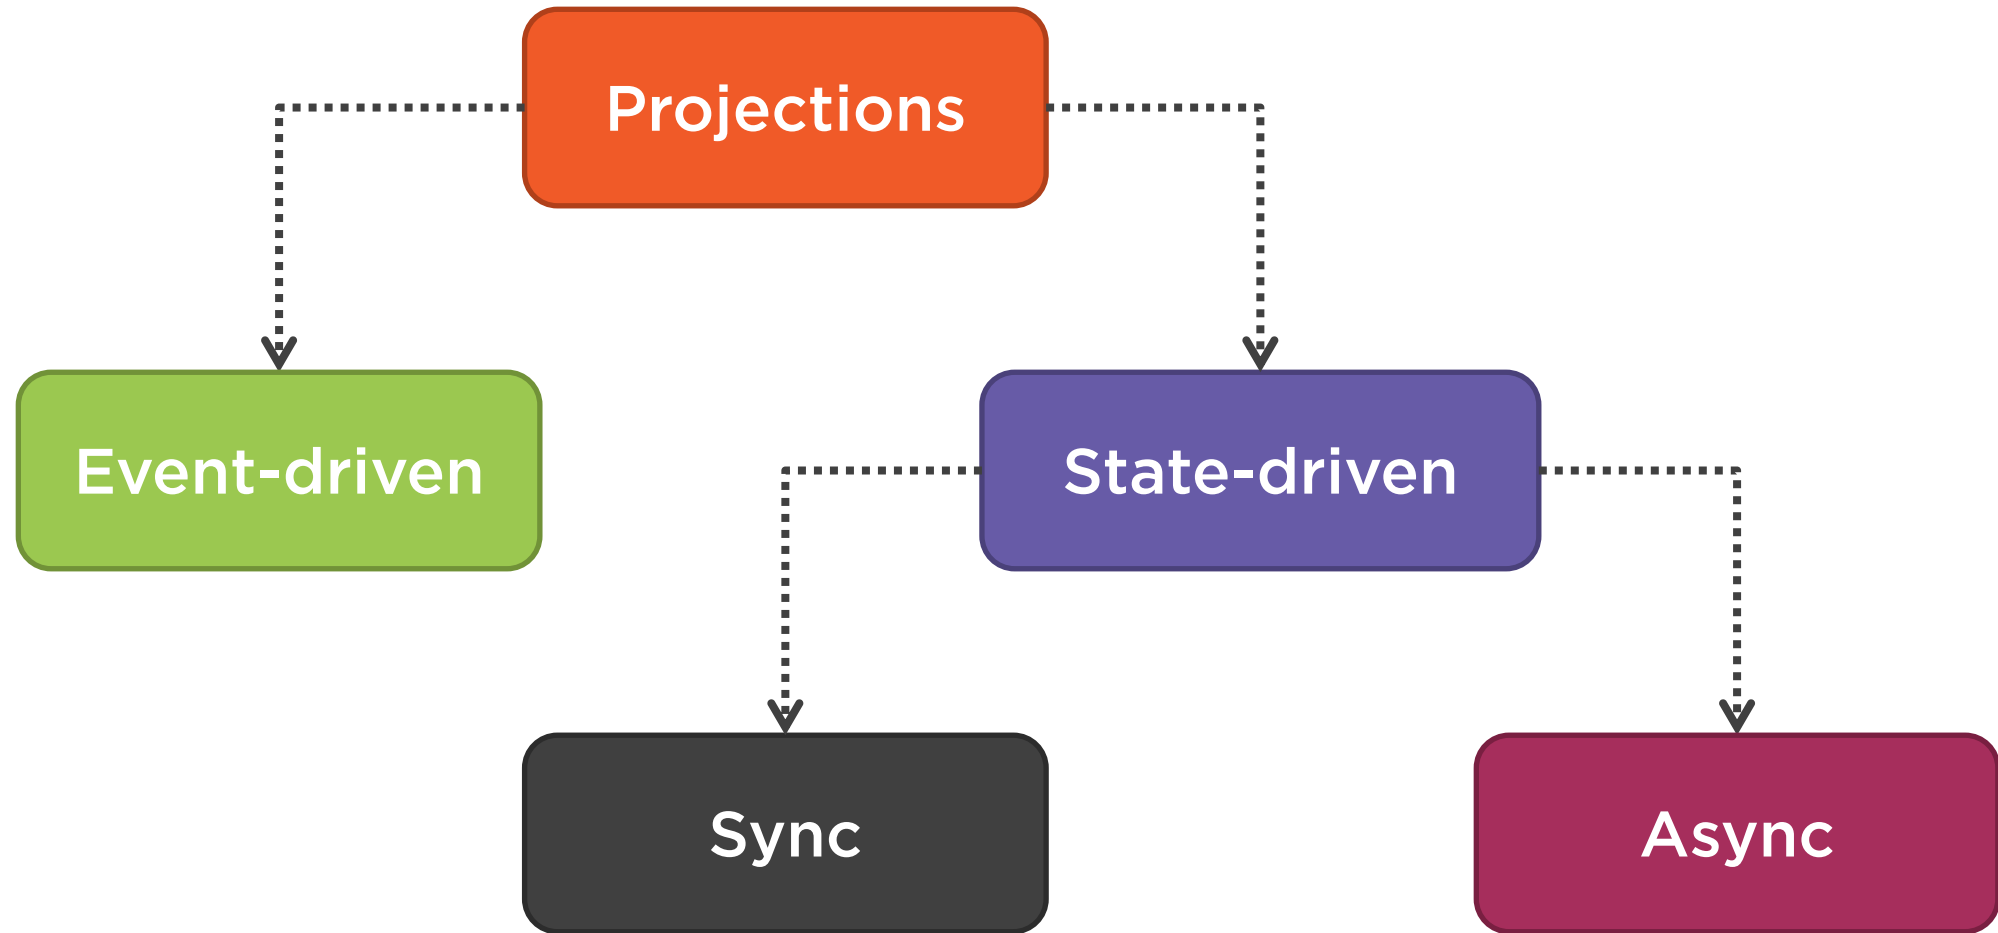 Projections
Event-driven
State-driven
Sync
Async